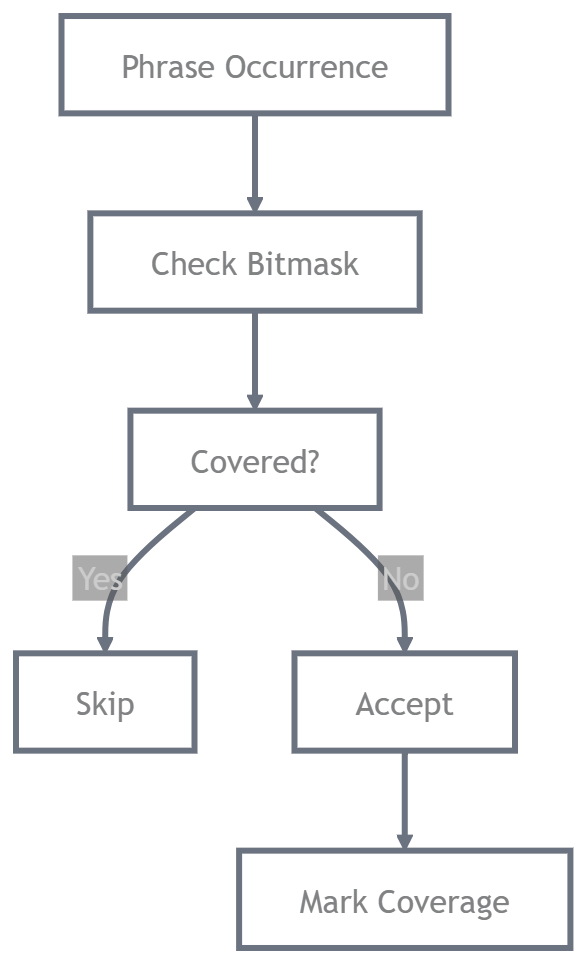 Phrase Occurrence
Check Bitmask
Covered?
Yes
No
Skip
Accept
Mark Coverage